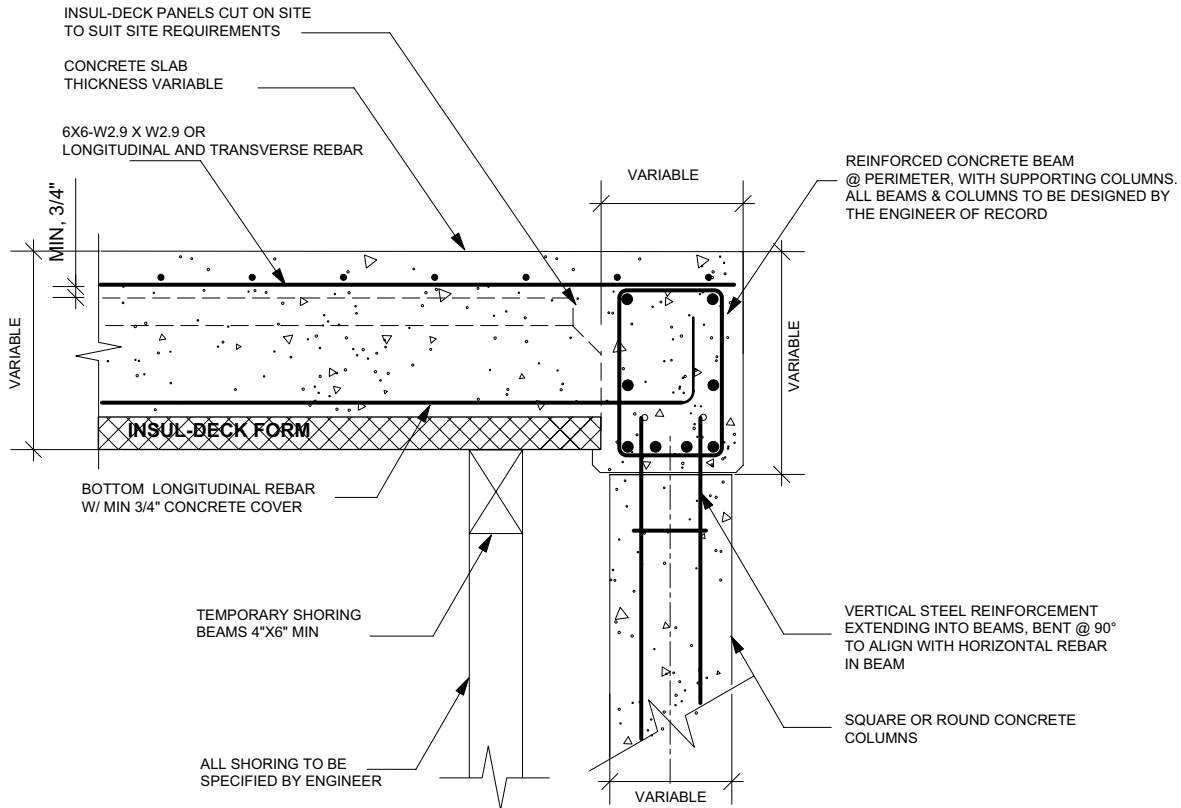 INSUL-DECK PANELS CUT ON SITE
TO SUIT SITE REQUIREMENTS
CONCRETE SLAB
THICKNESS VARIABLE
6X6-W2.9 X W2.9 OR
LONGITUDINAL AND TRANSVERSE REBAR
MIN, 3/4"
VARIABLE
VARIABLE
REINFORCED CONCRETE BEAM
@ PERIMETER, WITH SUPPORTING COLUMNS.
ALL BEAMS & COLUMNS TO BE DESIGNED BY
THE ENGINEER OF RECORD
VARIABLE
INSUL-DECK FORM
BOTTOM LONGITUDINAL REBAR
W/ MIN 3/4" CONCRETE COVER
TEMPORARY SHORING
BEAMS 4"X6" MIN
VERTICAL STEEL REINFORCEMENT
EXTENDING INTO BEAMS, BENT @ 90°
TO ALIGN WITH HORIZONTAL REBAR
IN BEAM
SQUARE OR ROUND CONCRETE
COLUMNS
ALL SHORING TO BE
SPECIFIED BY ENGINEER
VARIABLE